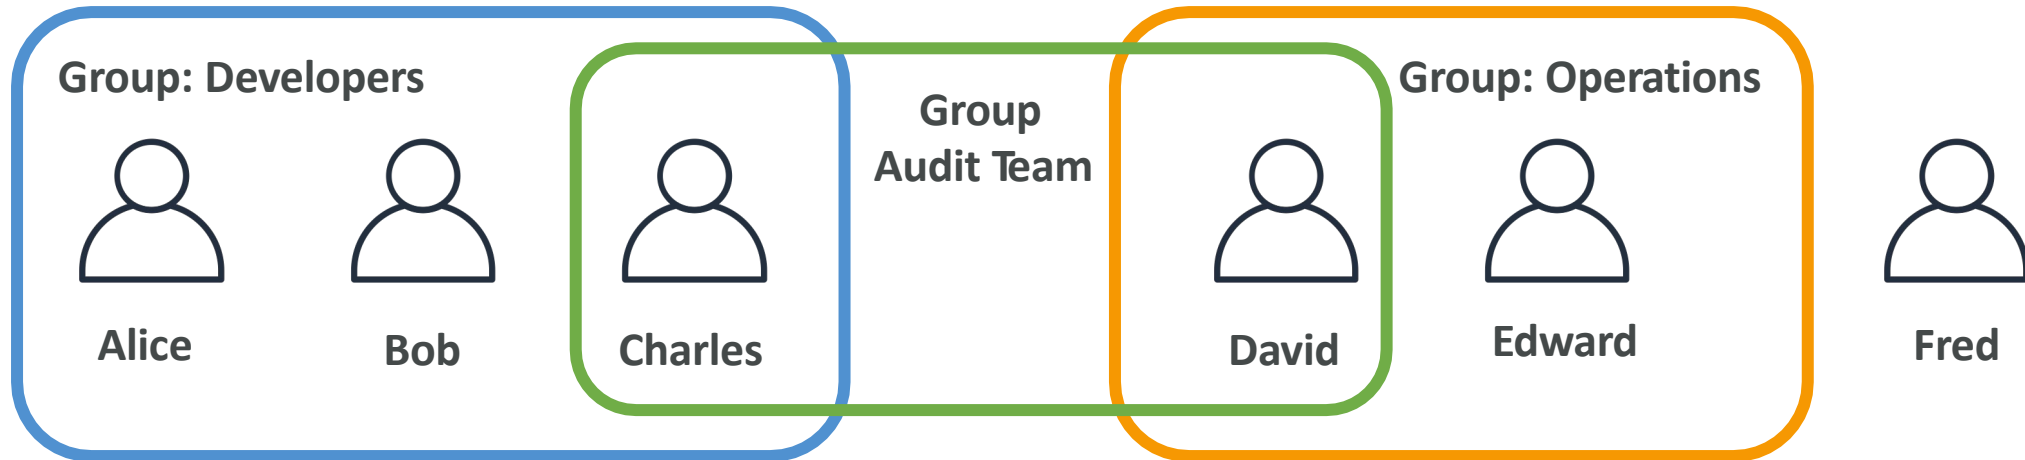 Group: Developers
Group
Audit Team
Group: Operations
Alice
Bob
Charles
David
Edward
Fred